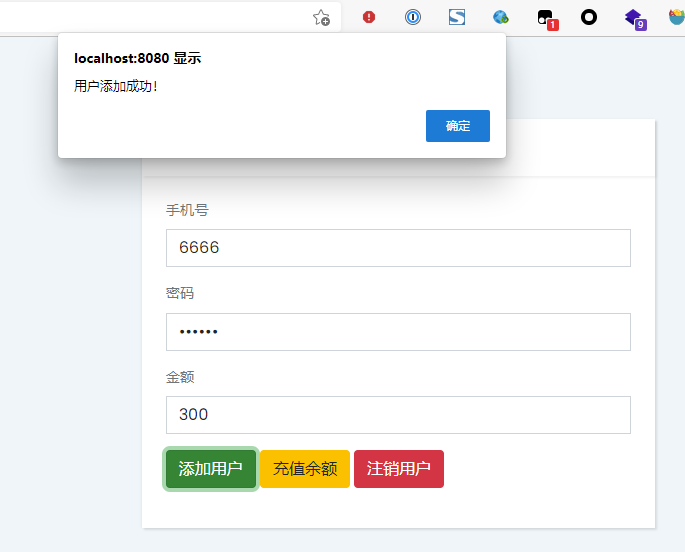 1
9
localhost:8080 显示
用户添加成功!
确定
手机号
6666
密码
••••••
金额
300
添加用户 充值余额 注销用户